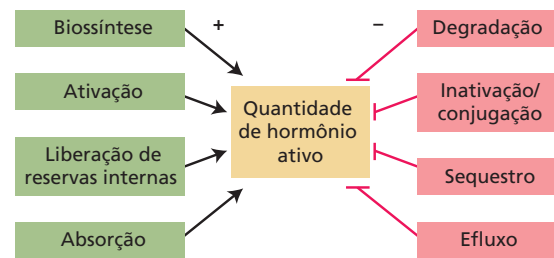 Biossíntese
+
–
Degradação
Ativação
Quantidade
de hormônio
ativo
Inativação/
conjugação
Liberação de
reservas internas
Sequestro
Absorção
Efluxo